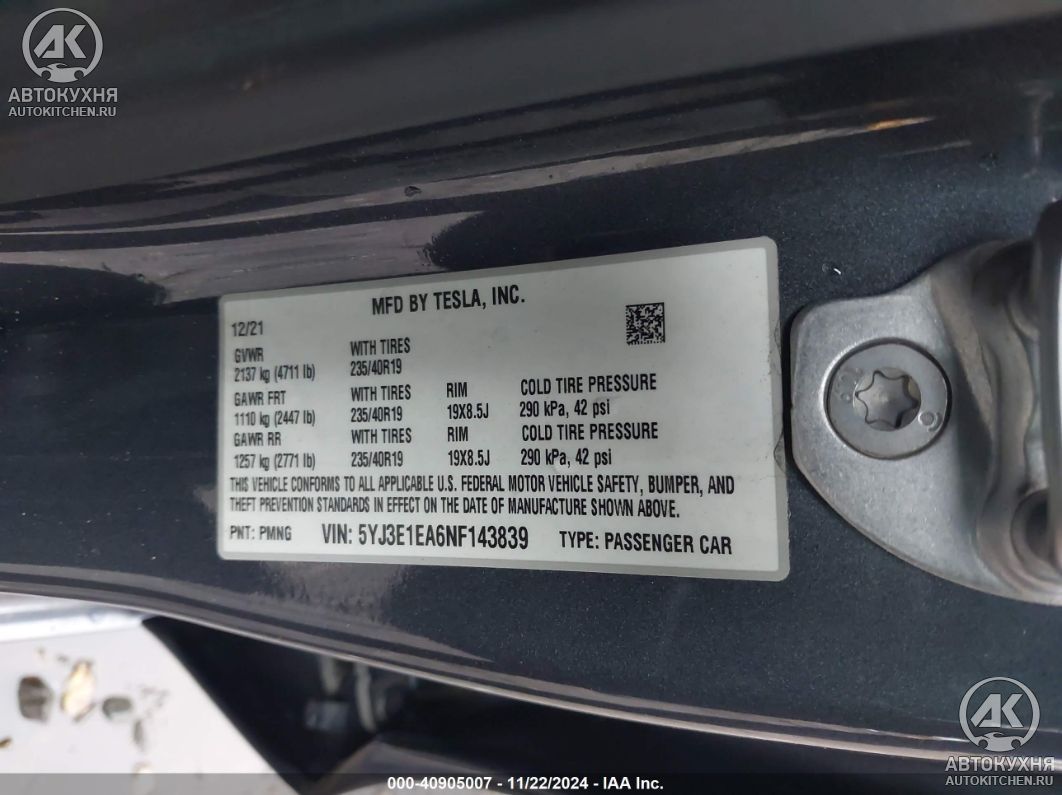 AK
АВТОКУХНЯ
AUTOKITCHEN.RU
MFD BY TESLA, INC.
12/21
GVWR WITH TIRES
2137 kg (4711 lb) 235/40R19
GAWR FRT WITH TIRES RIM COLD TIRE PRESSURE
1110 kg (2447 lb) 235/40R19 19X8.5J 290 kPa, 42 psi
GAWR RR WITH TIRES RIM COLD TIRE PRESSURE
1257 kg (2771 lb) 235/40R19 19X8.5J 290 kPa, 42 psi
THIS VEHICLE CONFORMS TO ALL APPLICABLE U.S. FEDERAL MOTOR VEHICLE SAFETY, BUMPER, AND
THEFT PREVENTION STANDARDS IN EFFECT ON THE DATE OF MANUFACTURE SHOWN ABOVE.
PNT: PMNG VIN: 5YJ3E1EA6NF143839 TYPE: PASSENGER CAR
AK
АВТОКУХНЯ
AUTOKITCHEN.RU
000-40905007 - 11/22/2024 - IAA Inc.